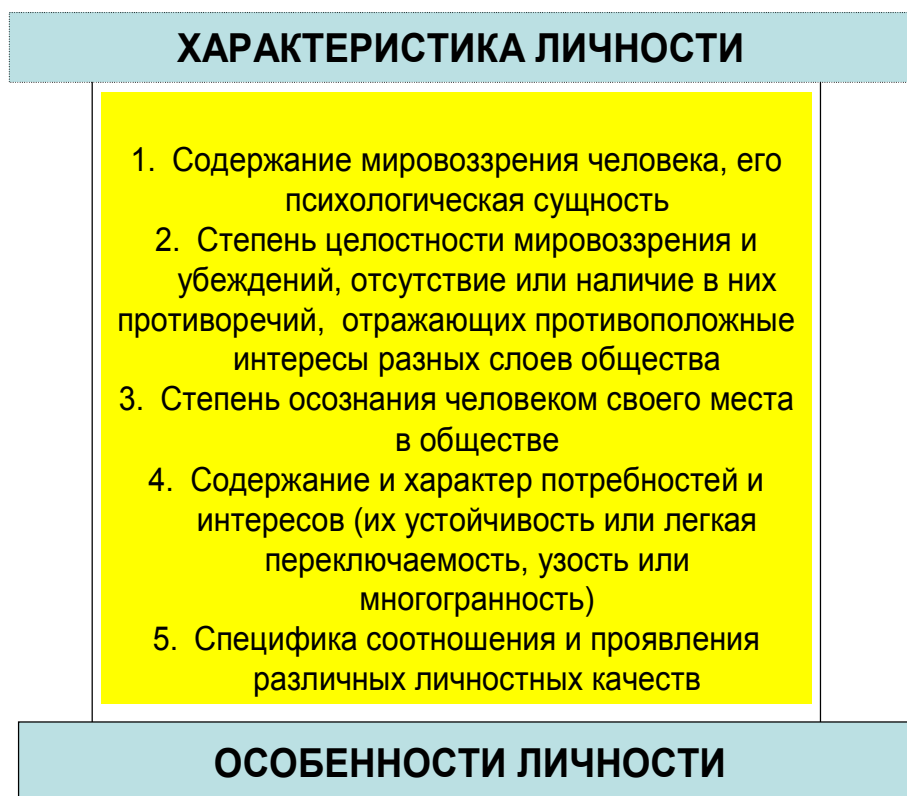 ХАРАКТЕРИСТИКА ЛИЧНОСТИ
1. Содержание мировоззрения человека, его
психологическая сущность
2. Степень целостности мировоззрения и
убеждений, отсутствие или наличие в них
противоречий, отражающих противоположные
интересы разных слоев общества
3. Степень осознания человеком своего места
в обществе
4. Содержание и характер потребностей и
интересов (их устойчивость или легкая
переключаемость, узость или
многогранность)
5. Специфика соотношения и проявления
различных личностных качеств
ОСОБЕННОСТИ ЛИЧНОСТИ